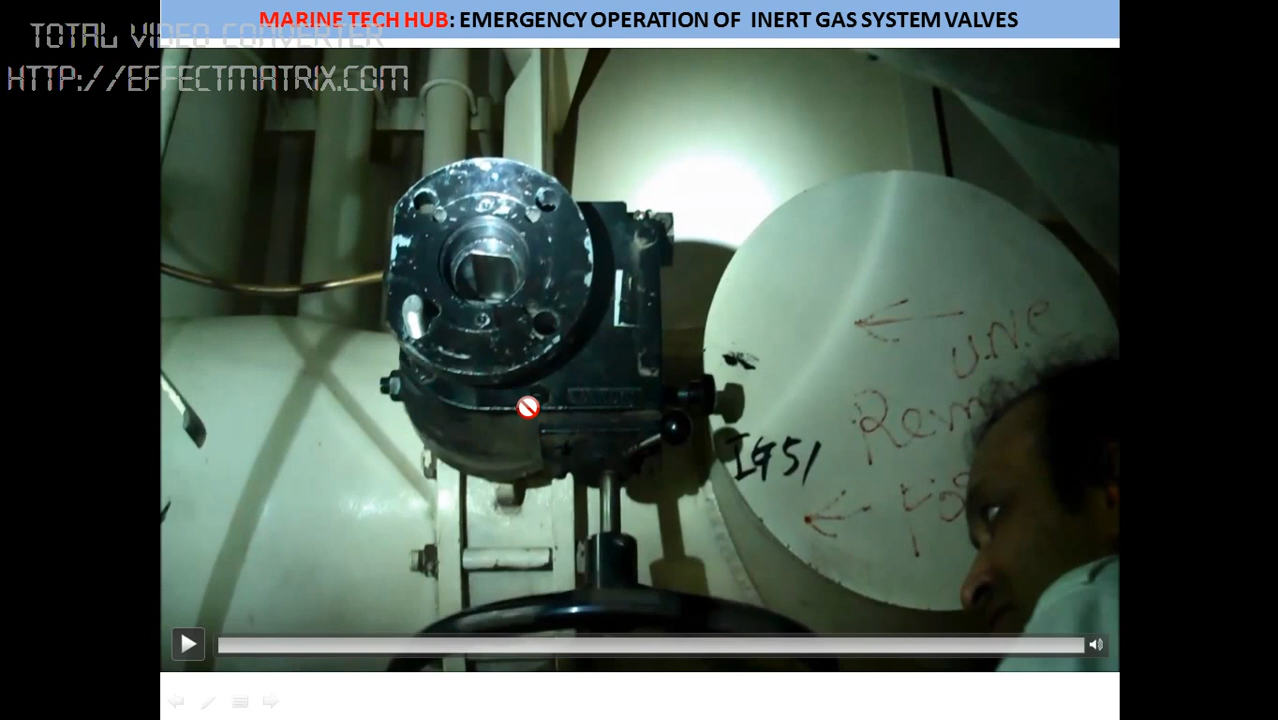 MARINE TECH HUB: EMERGENCY OPERATION OF INERT GAS SYSTEM VALVES
TOTAL VIDEO CONVERTER
HTTP://EFFECTMATRIX.COM
IG51